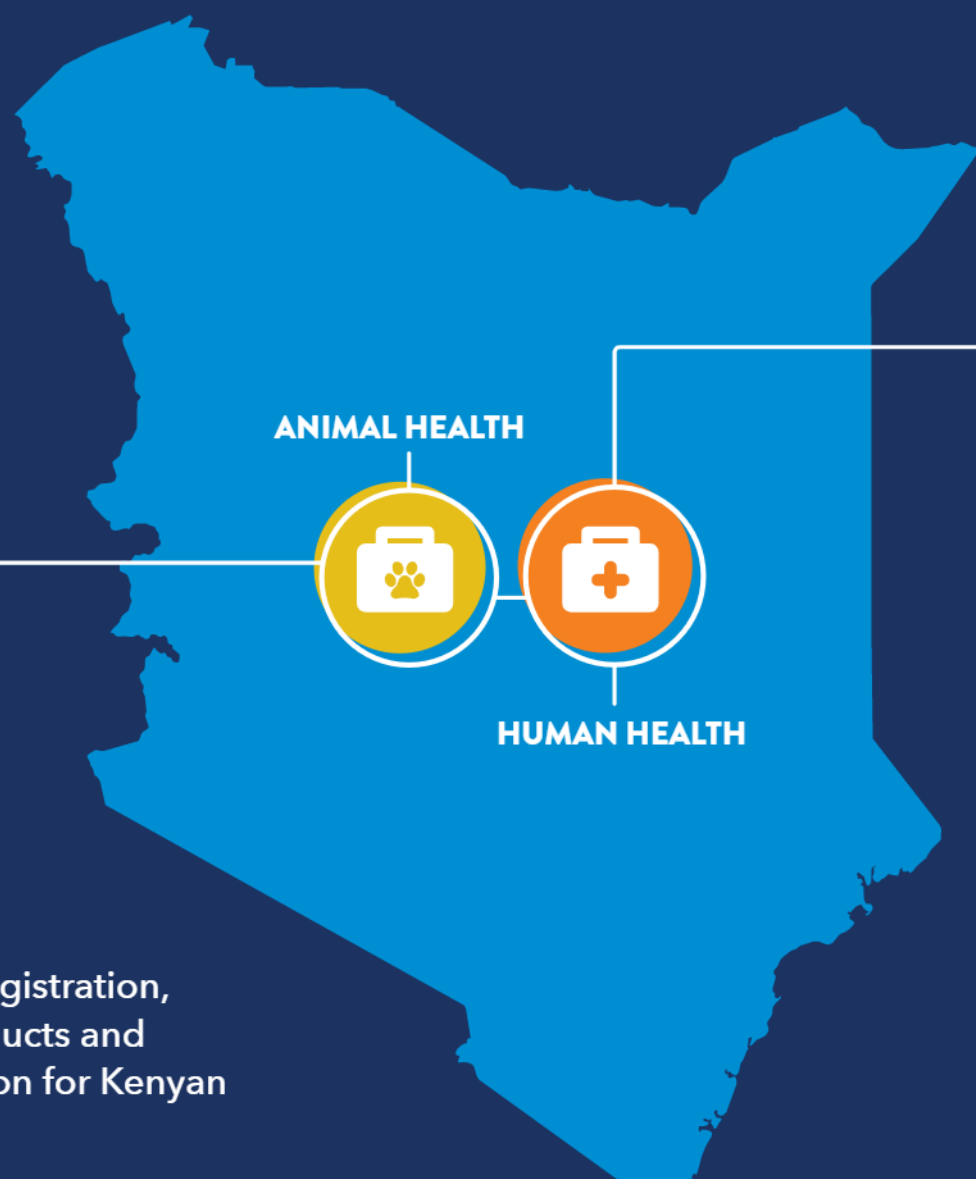 ANIMAL HEALTH
HUMAN HEALTH
gistration,
ucts and
on for Kenyan